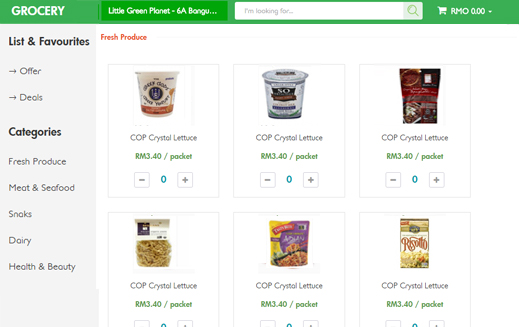 GROCERY
Little Green Planet - 6A Bangu...
I'm looking for...
RM0 0.00
List & Favourites
→ Offer
→ Deals
Categories
Fresh Produce
Meat & Seafood
Snaks
Dairy
Health & Beauty
Fresh Produce
COP Crystal Lettuce
RM3.40 / packet
− 0 +
COP Crystal Lettuce
RM3.40 / packet
− 0 +
COP Crystal Lettuce
RM3.40 / packet
− 0 +
COP Crystal Lettuce
RM3.40 / packet
0
Risotto
COP Crystal Lettuce
RM3.40 / packet
0
COP Crystal Lettuce
RM3.40 / packet
0